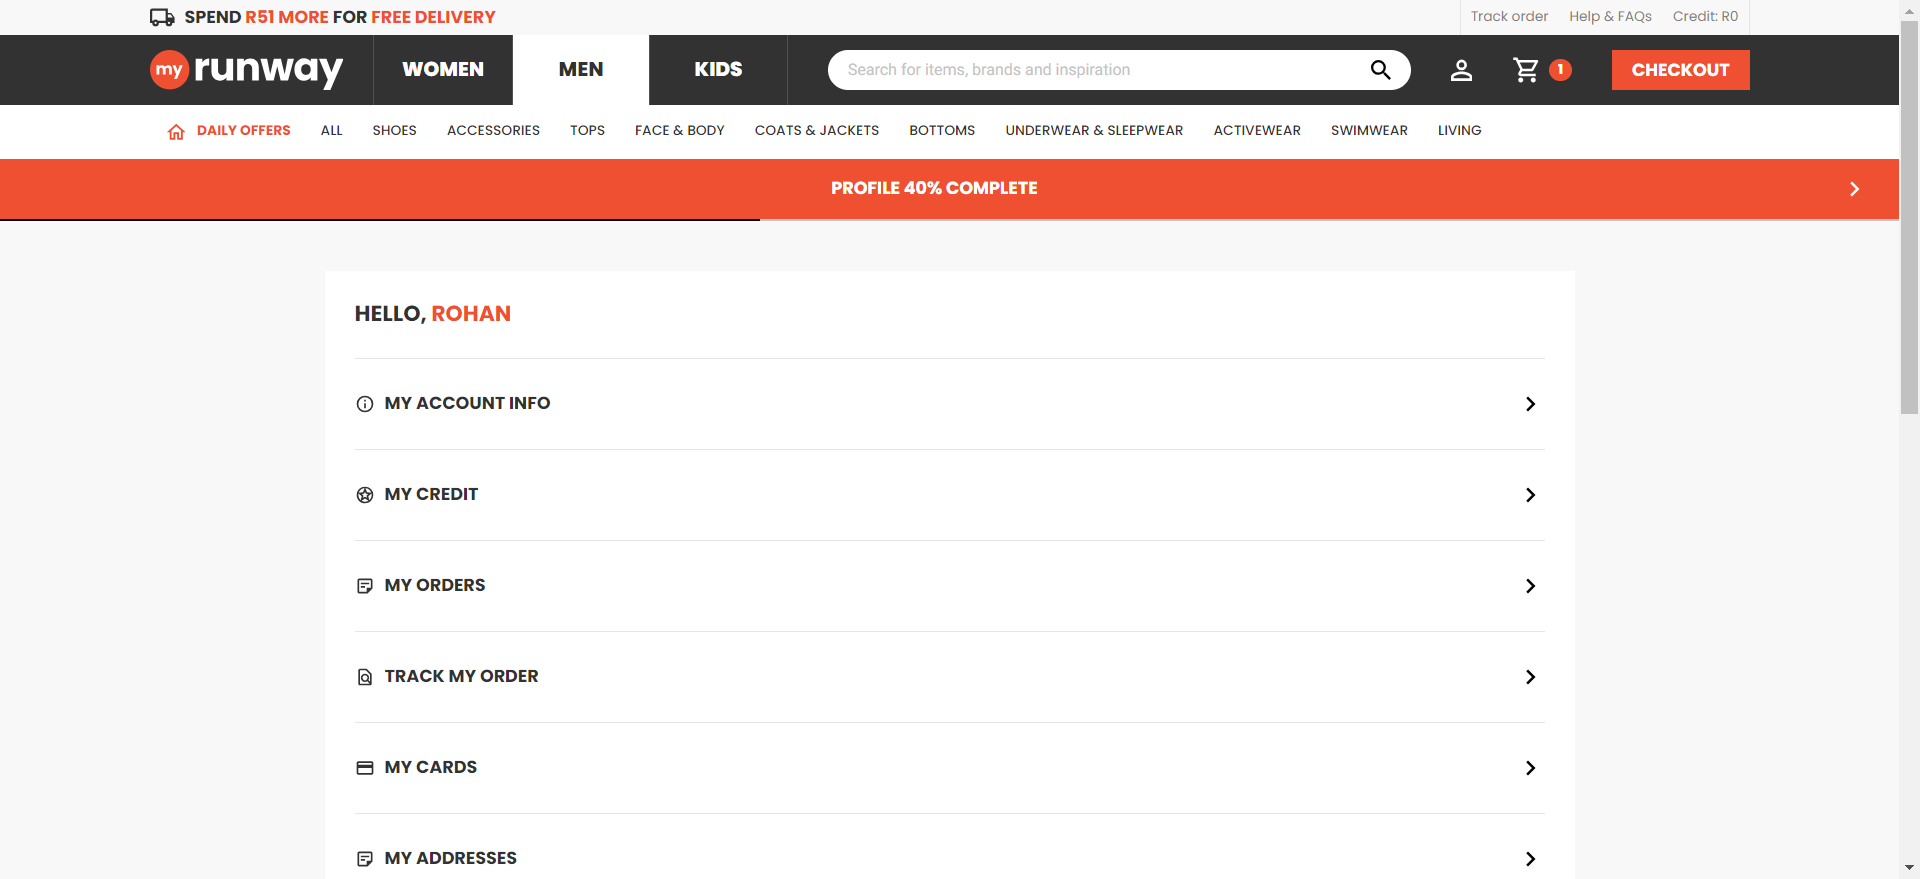 SPEND R51 MORE FOR FREE DELIVERY
Track order Help & FAQs Credit: R0
my runway WOMEN MEN KIDS Search for items, brands and inspiration 1 CHECKOUT
DAILY OFFERS ALL SHOES ACCESSORIES TOPS FACE & BODY COATS & JACKETS BOTTOMS UNDERWEAR & SLEEPWEAR ACTIVEWEAR SWIMWEAR LIVING
PROFILE 40% COMPLETE
HELLO, ROHAN
MY ACCOUNT INFO
MY CREDIT
MY ORDERS
TRACK MY ORDER
MY CARDS
MY ADDRESSES